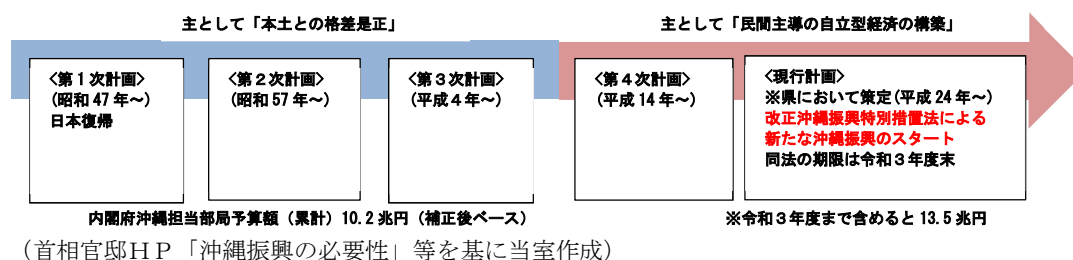 主として「本土との格差是正」
主として「民間主導の自立型経済の構築」
〈第１次計画〉
(昭和 47 年～)
日本復帰
〈第２次計画〉
(昭和 57 年～)
〈第３次計画〉
(平成４年～)
〈第４次計画〉
(平成 14 年～)
〈現行計画〉
※県において策定(平成 24 年～)
改正沖縄振興特別措置法による
新たな沖縄振興のスタート
同法の期限は令和３年度末
内閣府沖縄担当部局予算額（累計）10.2 兆円（補正後ベース）
※令和３年度まで含めると 13.5 兆円
（首相官邸ＨＰ「沖縄振興の必要性」等を基に当室作成）